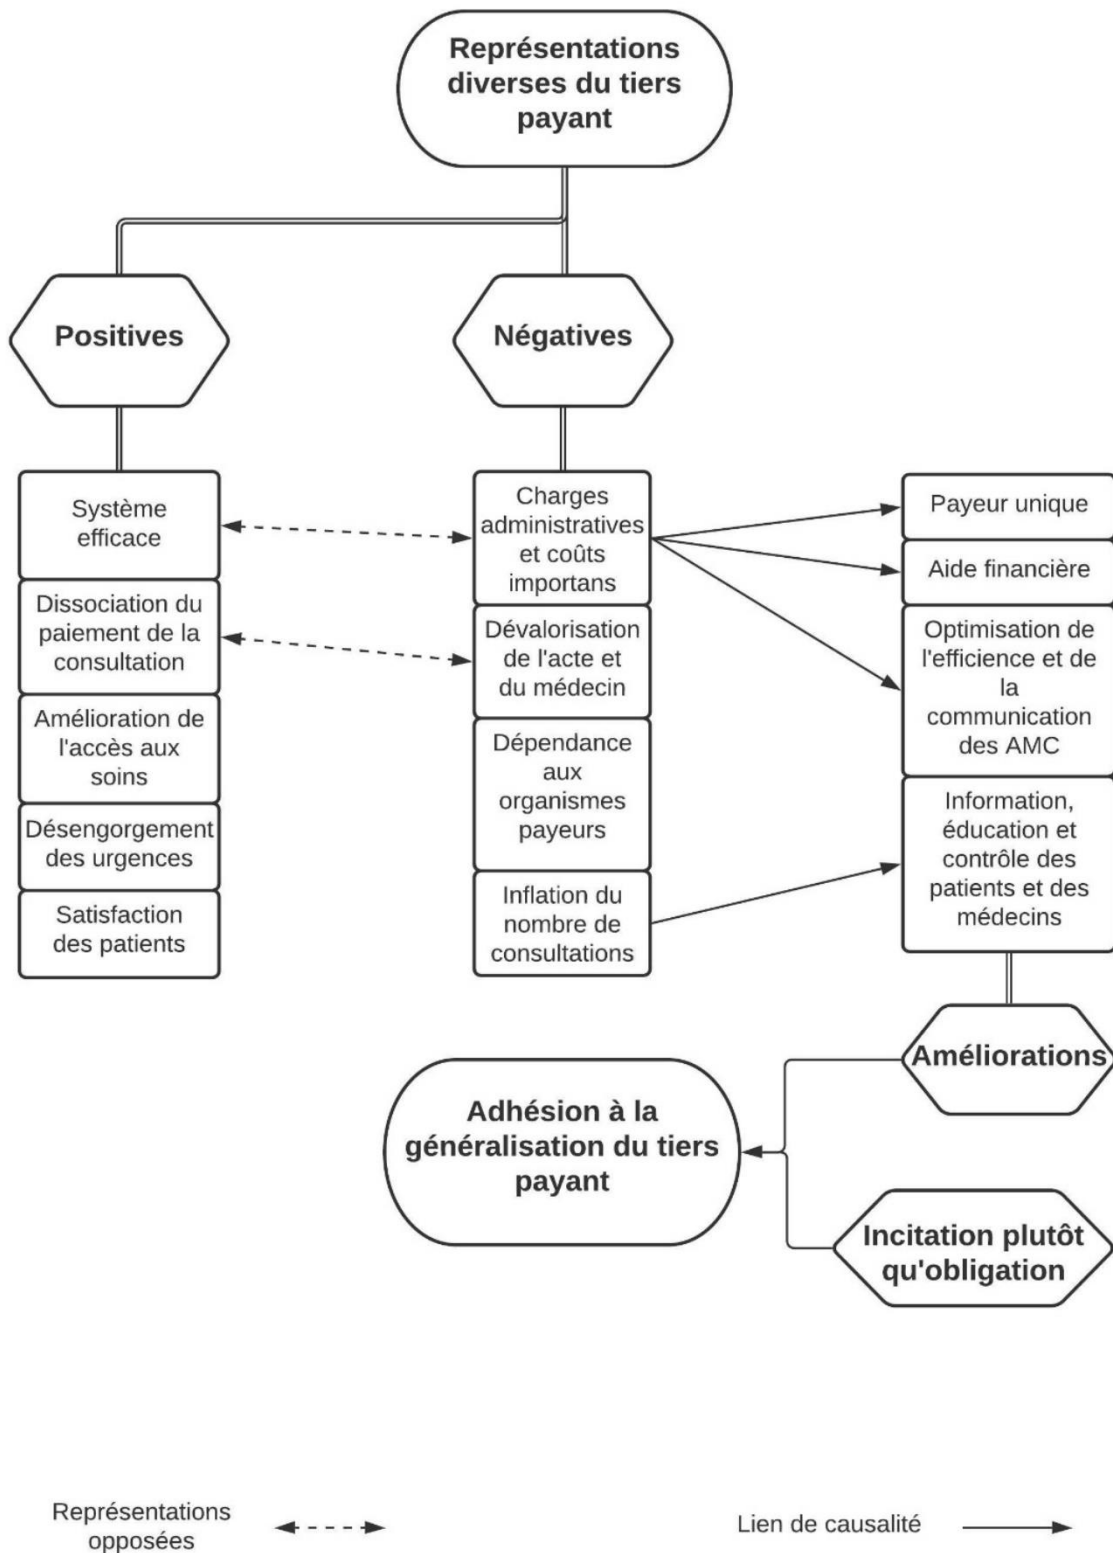 Représentations
diverses du tiers
payant
Positives
Négatives
Système
efficace
Dissociation du
paiement de la
consultation
Amélioration de
l'accès aux
soins
Désengorgement
des urgences
Satisfaction
des patients
Charges
administratives
et coûts
importans
Dévalorisation
de l'acte et
du médecin
Dépendance
aux
organismes
payeurs
Inflation du
nombre de
consultations
Payeur unique
Aide financière
Optimisation de
l'efficience et de
la
communication
des AMC
Information,
éducation et
contrôle des
patients et des
médecins
Améliorations
Adhésion à la
généralisation du tiers
payant
Incitation plutôt
qu'obligation
Représentations
opposées
Lien de causalité